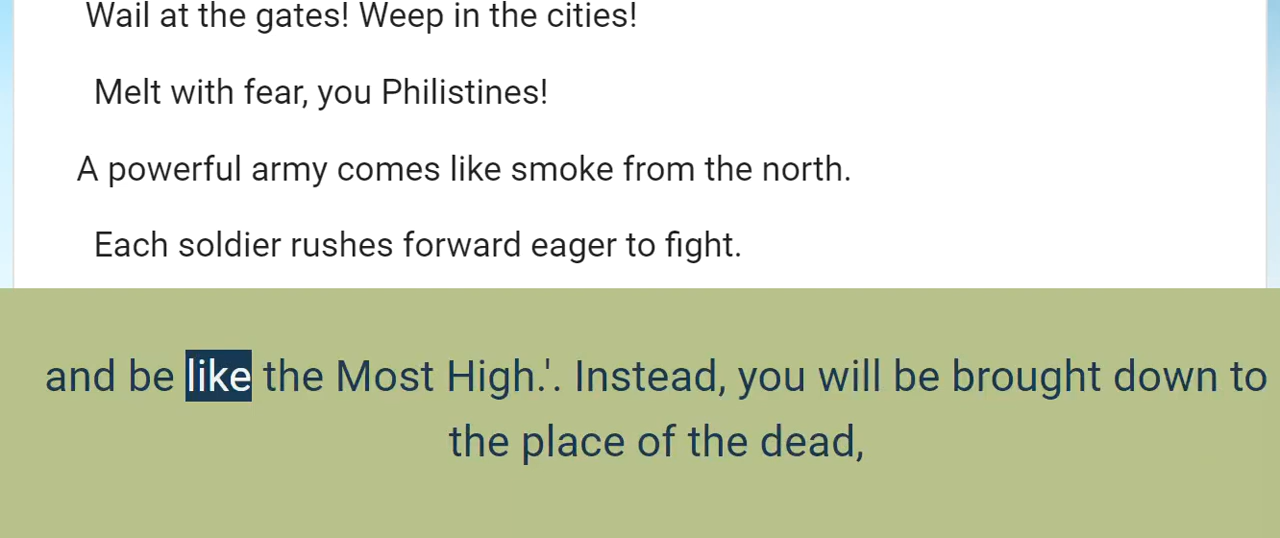 Wail at the gates! Weep in the cities!
Melt with fear, you Philistines!
A powerful army comes like smoke from the north.
Each soldier rushes forward eager to fight.
and be like the Most High.'. Instead, you will be brought down to
the place of the dead,